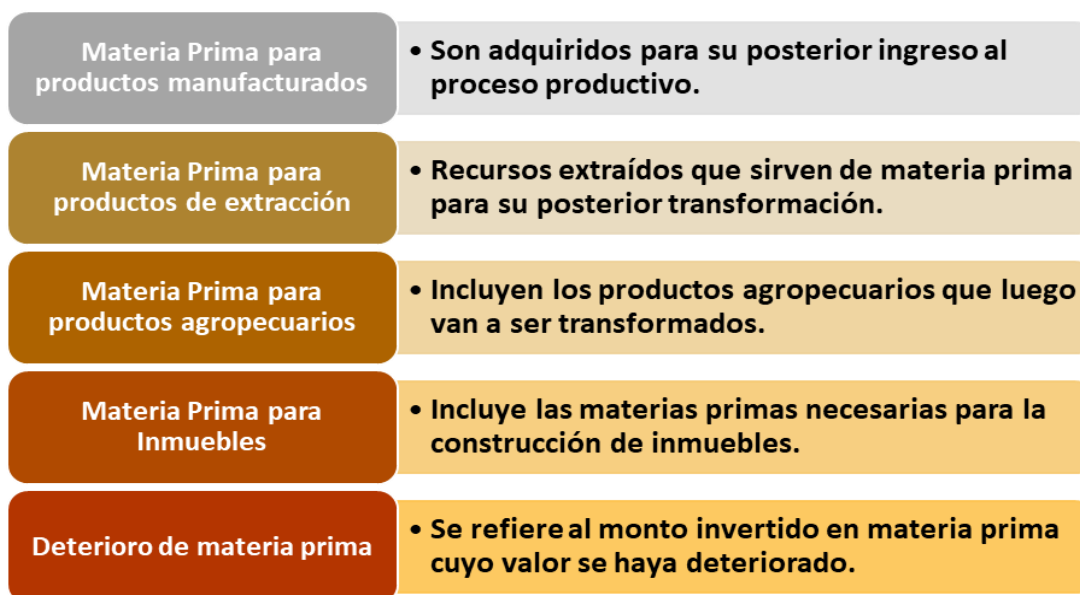 Materia Prima para
productos manufacturados
• Son adquiridos para su posterior ingreso al
proceso productivo.
Materia Prima para
productos de extracción
• Recursos extraídos que sirven de materia prima
para su posterior transformación.
Materia Prima para
productos agropecuarios
• Incluyen los productos agropecuarios que luego
van a ser transformados.
Materia Prima para
Inmuebles
• Incluye las materias primas necesarias para la
construcción de inmuebles.
Deterioro de materia prima
• Se refiere al monto invertido en materia prima
cuyo valor se haya deteriorado.